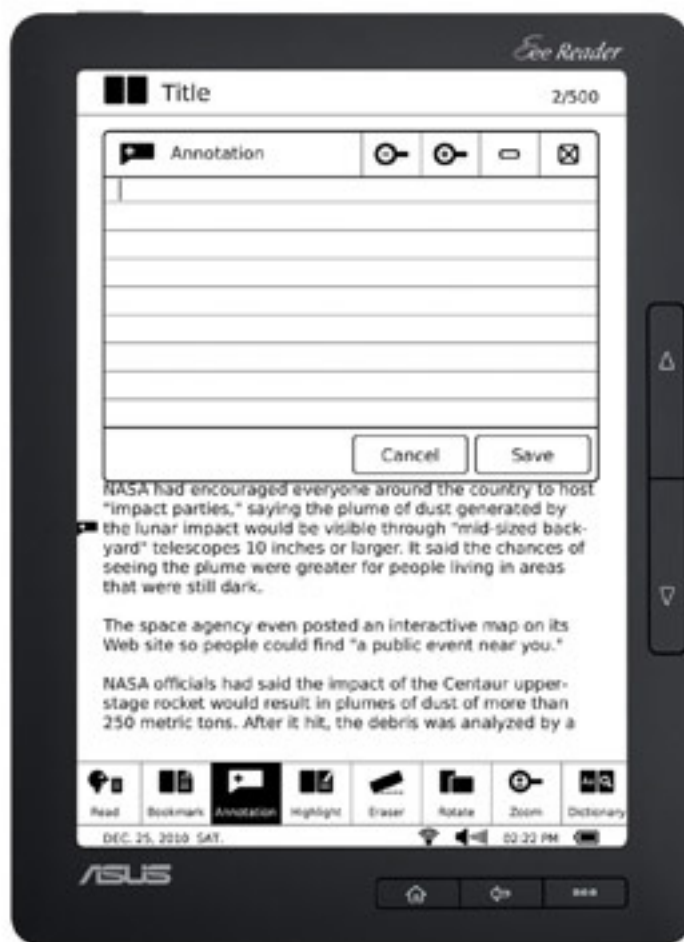 Eee Reader
Title 2/500
Annotation
Cancel Save
NASA had encouraged everyone around the country to host
"impact parties," saying the plume of dust generated by
the lunar impact would be visible through "mid-sized back-
yard" telescopes 10 inches or larger. It said the chances of
seeing the plume were greater for people living in areas
that were still dark.
The space agency even posted an interactive map on its
Web site so people could find "a public event near you."
NASA officials had said the impact of the Centaur upper-
stage rocket would result in plumes of dust of more than
250 metric tons. After it hit, the debris was analyzed by a
Read Bookmark Annotation Highlight Eraser Rotate Zoom Dictionary
DEC. 25, 2010 SAT. 02:22 PM
ASUS